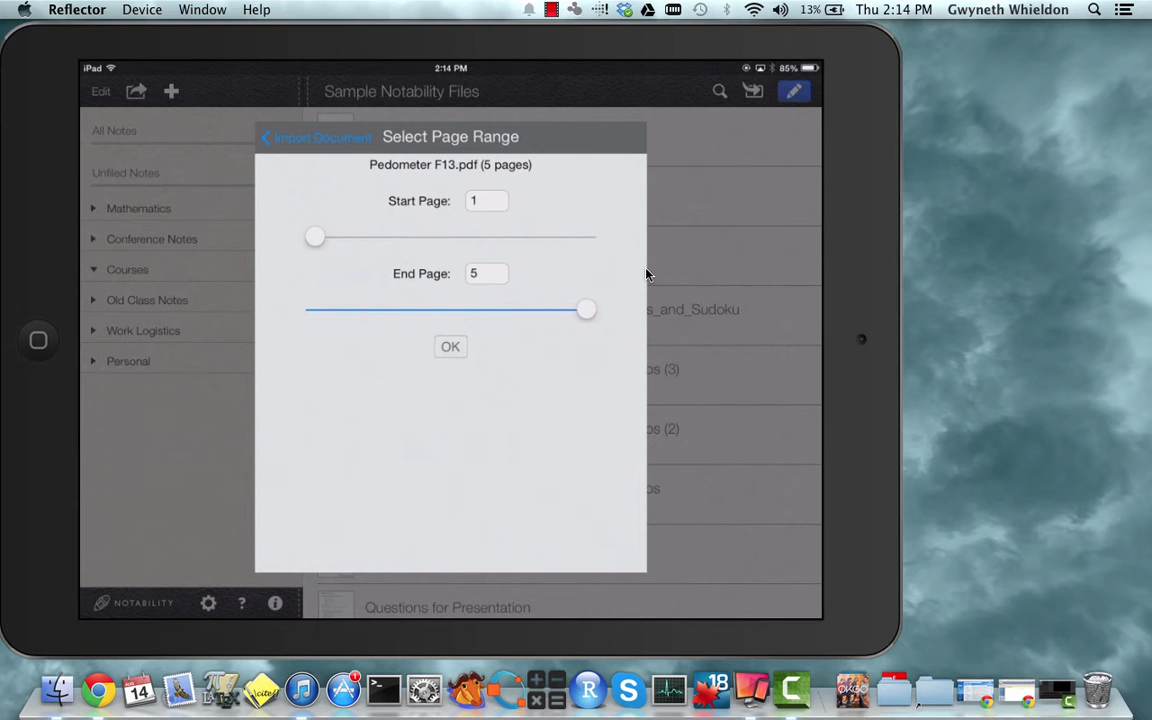 Reflector Device Window Help 13% Thu 2:14 PM Gwyneth Whieldon
iPad 2:14 PM 85%
Edit Sample Notability Files
All Notes
Import Document Select Page Range
Pedometer F13.pdf (5 pages)
Unfiled Notes
Start Page: 1
Mathematics
Conference Notes
Courses
End Page: 5
Old Class Notes
s_and_Sudoku
Work Logistics
OK
Personal
os (3)
os (2)
os
NOTABILITY ? i
Questions for Presentation
14
18